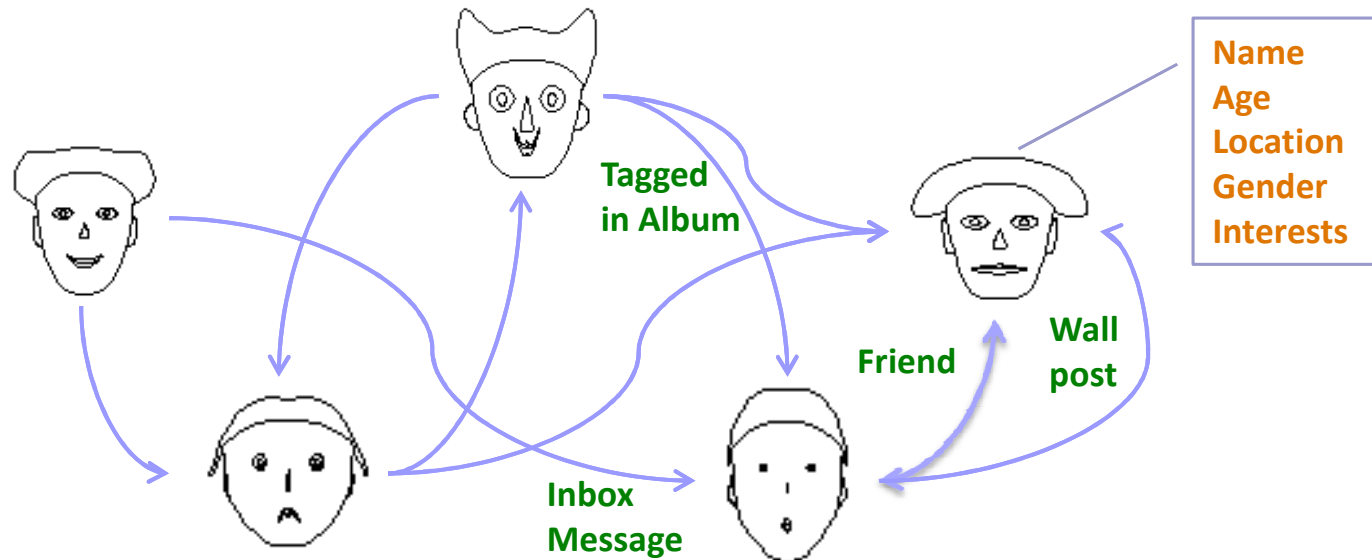 Name
Age
Location
Gender
Interests
Tagged
in Album
Wall
post
Friend
Inbox
Message